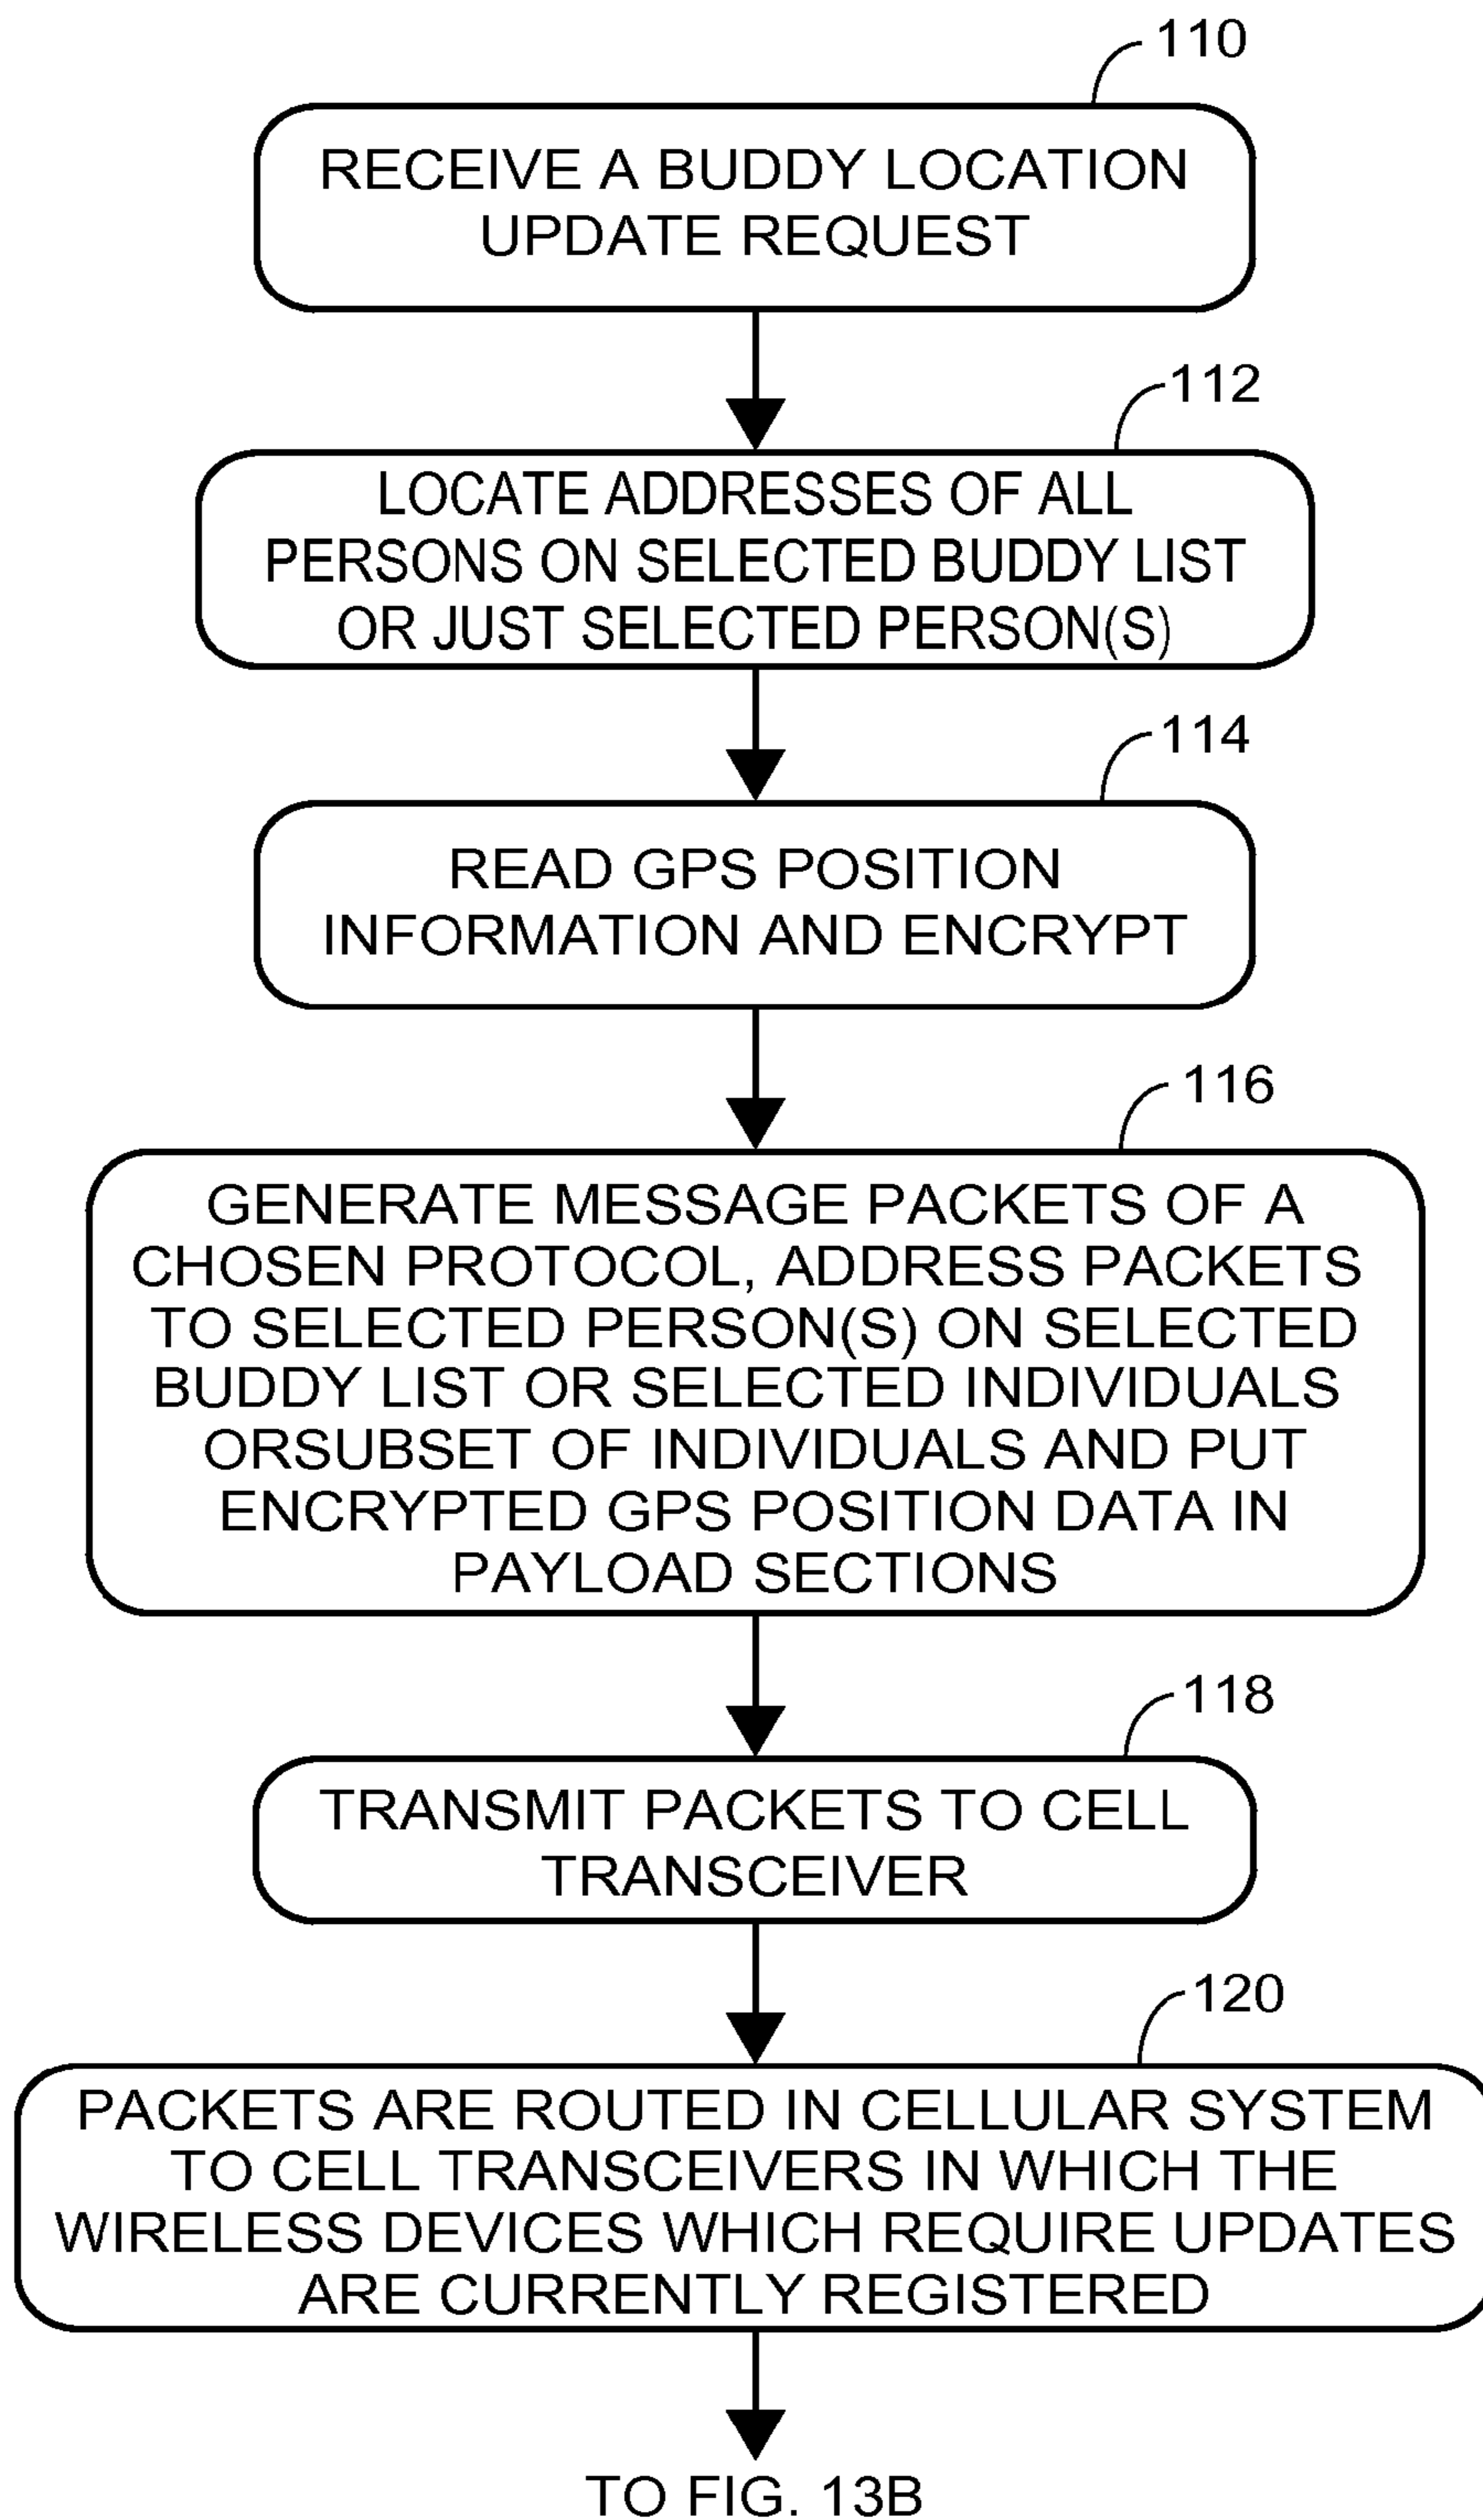 110
RECEIVE A BUDDY LOCATION
UPDATE REQUEST
112
LOCATE ADDRESSES OF ALL
PERSONS ON SELECTED BUDDY LIST
OR JUST SELECTED PERSON(S)
114
READ GPS POSITION
INFORMATION AND ENCRYPT
116
GENERATE MESSAGE PACKETS OF A
CHOSEN PROTOCOL, ADDRESS PACKETS
TO SELECTED PERSON(S) ON SELECTED
BUDDY LIST OR SELECTED INDIVIDUALS
ORSUBSET OF INDIVIDUALS AND PUT
ENCRYPTED GPS POSITION DATA IN
PAYLOAD SECTIONS
118
TRANSMIT PACKETS TO CELL
TRANSCEIVER
120
PACKETS ARE ROUTED IN CELLULAR SYSTEM
TO CELL TRANSCEIVERS IN WHICH THE
WIRELESS DEVICES WHICH REQUIRE UPDATES
ARE CURRENTLY REGISTERED
TO FIG. 13B